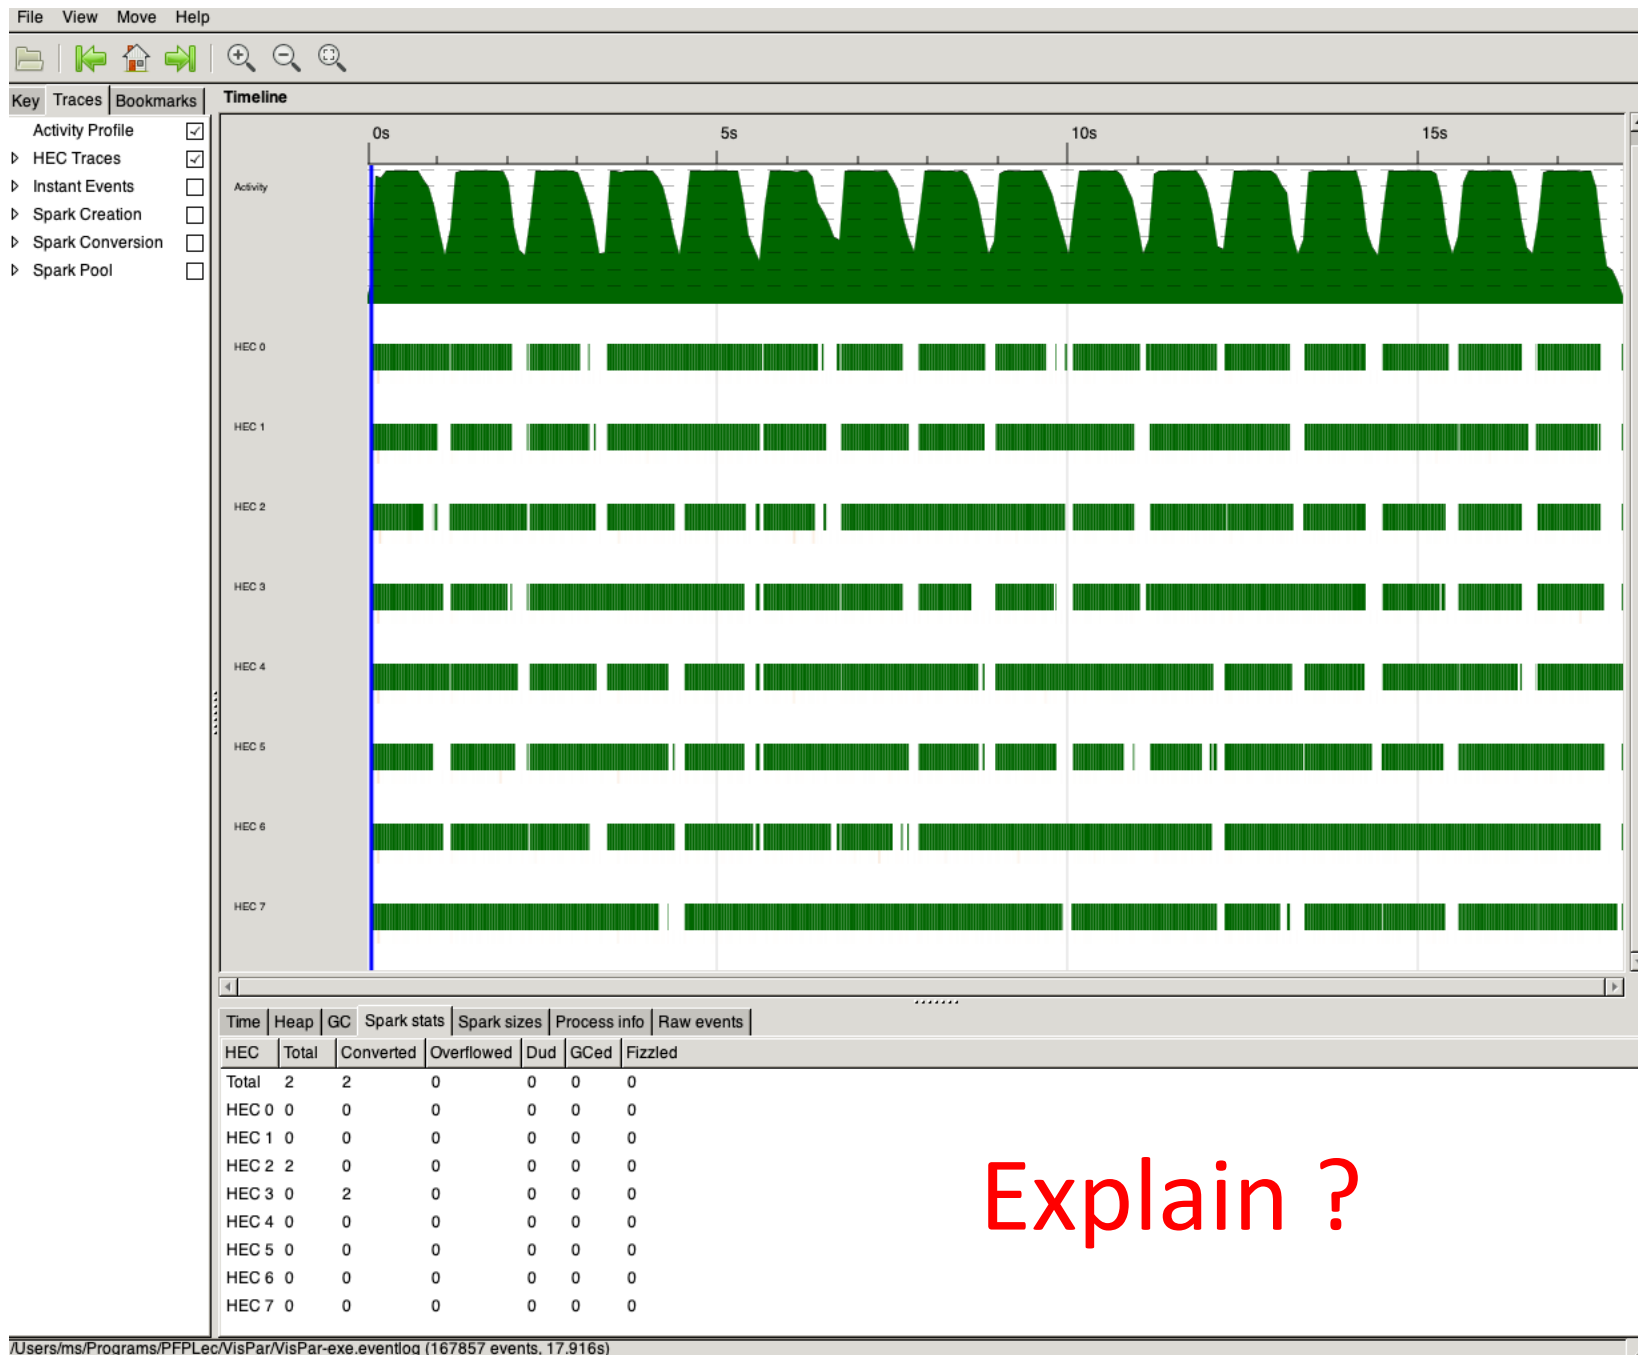 File View Move Help
Key Traces Bookmarks
Timeline
Activity Profile
HEC Traces
Instant Events
Spark Creation
Spark Conversion
Spark Pool
0s 5s 10s 15s
Activity
HEC 0
HEC 1
HEC 2
HEC 3
HEC 4
HEC 5
HEC 6
HEC 7
Time Heap GC Spark stats Spark sizes Process info Raw events
HEC Total Converted Overflowed Dud GCed Fizzled
Total 2 2 0 0 0 0
HEC 0 0 0 0 0 0 0
HEC 1 0 0 0 0 0 0
HEC 2 2 0 0 0 0 0
HEC 3 0 2 0 0 0 0
HEC 4 0 0 0 0 0 0
HEC 5 0 0 0 0 0 0
HEC 6 0 0 0 0 0 0
HEC 7 0 0 0 0 0 0
Explain ?
/Users/ms/Programs/PFPLec/VisPar/VisPar-exe.eventlog (167857 events, 17.916s)